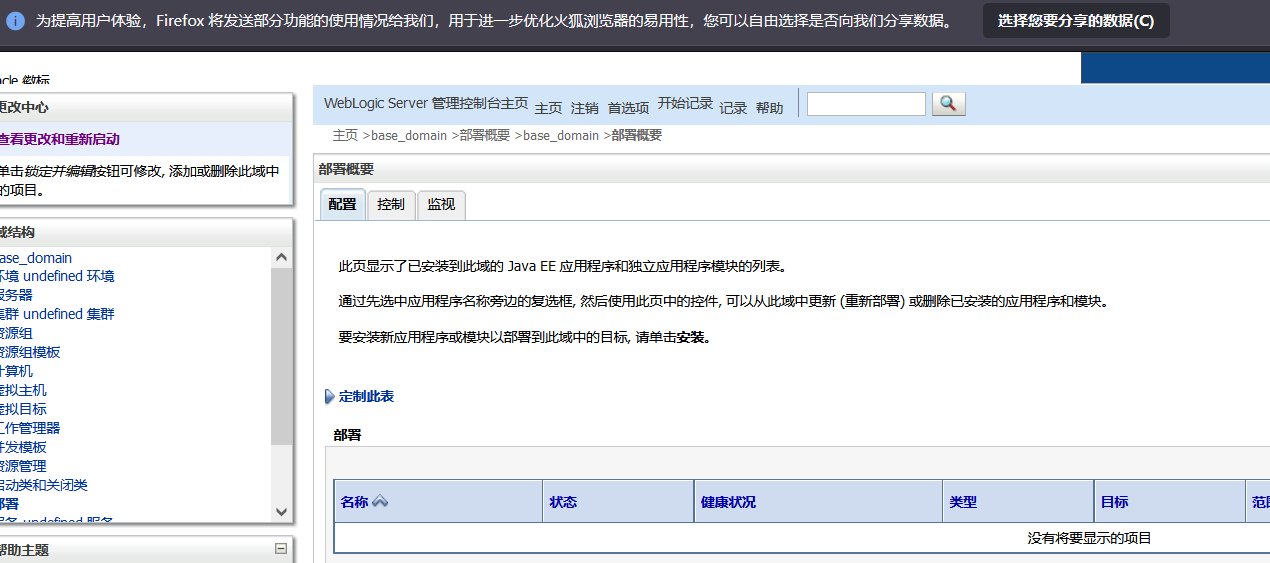 为提高用户体验，Firefox 将发送部分功能的使用情况给我们，用于进一步优化火狐浏览器的易用性，您可以自由选择是否向我们分享数据。 选择您要分享的数据(C)
acle 徽标
更改中心
查看更改和重新启动
单击锁定并编辑按钮可修改, 添加或删除此域中
的项目。
域结构
base_domain
环境 undefined 环境
服务器
集群 undefined 集群
资源组
资源组模板
计算机
虚拟主机
虚拟目标
工作管理器
并发模板
资源管理
启动类和关闭类
部署
服务 undefined 服务
帮助主题
WebLogic Server 管理控制台主页 主页 注销 首选项 开始记录 记录 帮助
主页 >base_domain >部署概要 >base_domain >部署概要
部署概要
配置 控制 监视
此页显示了已安装到此域的 Java EE 应用程序和独立应用程序模块的列表。
通过先选中应用程序名称旁边的复选框, 然后使用此页中的控件, 可以从此域中更新 (重新部署) 或删除已安装的应用程序和模块。
要安装新应用程序或模块以部署到此域中的目标, 请单击安装。
定制此表
部署
名称 状态 健康状况 类型 目标 范围
没有将要显示的项目